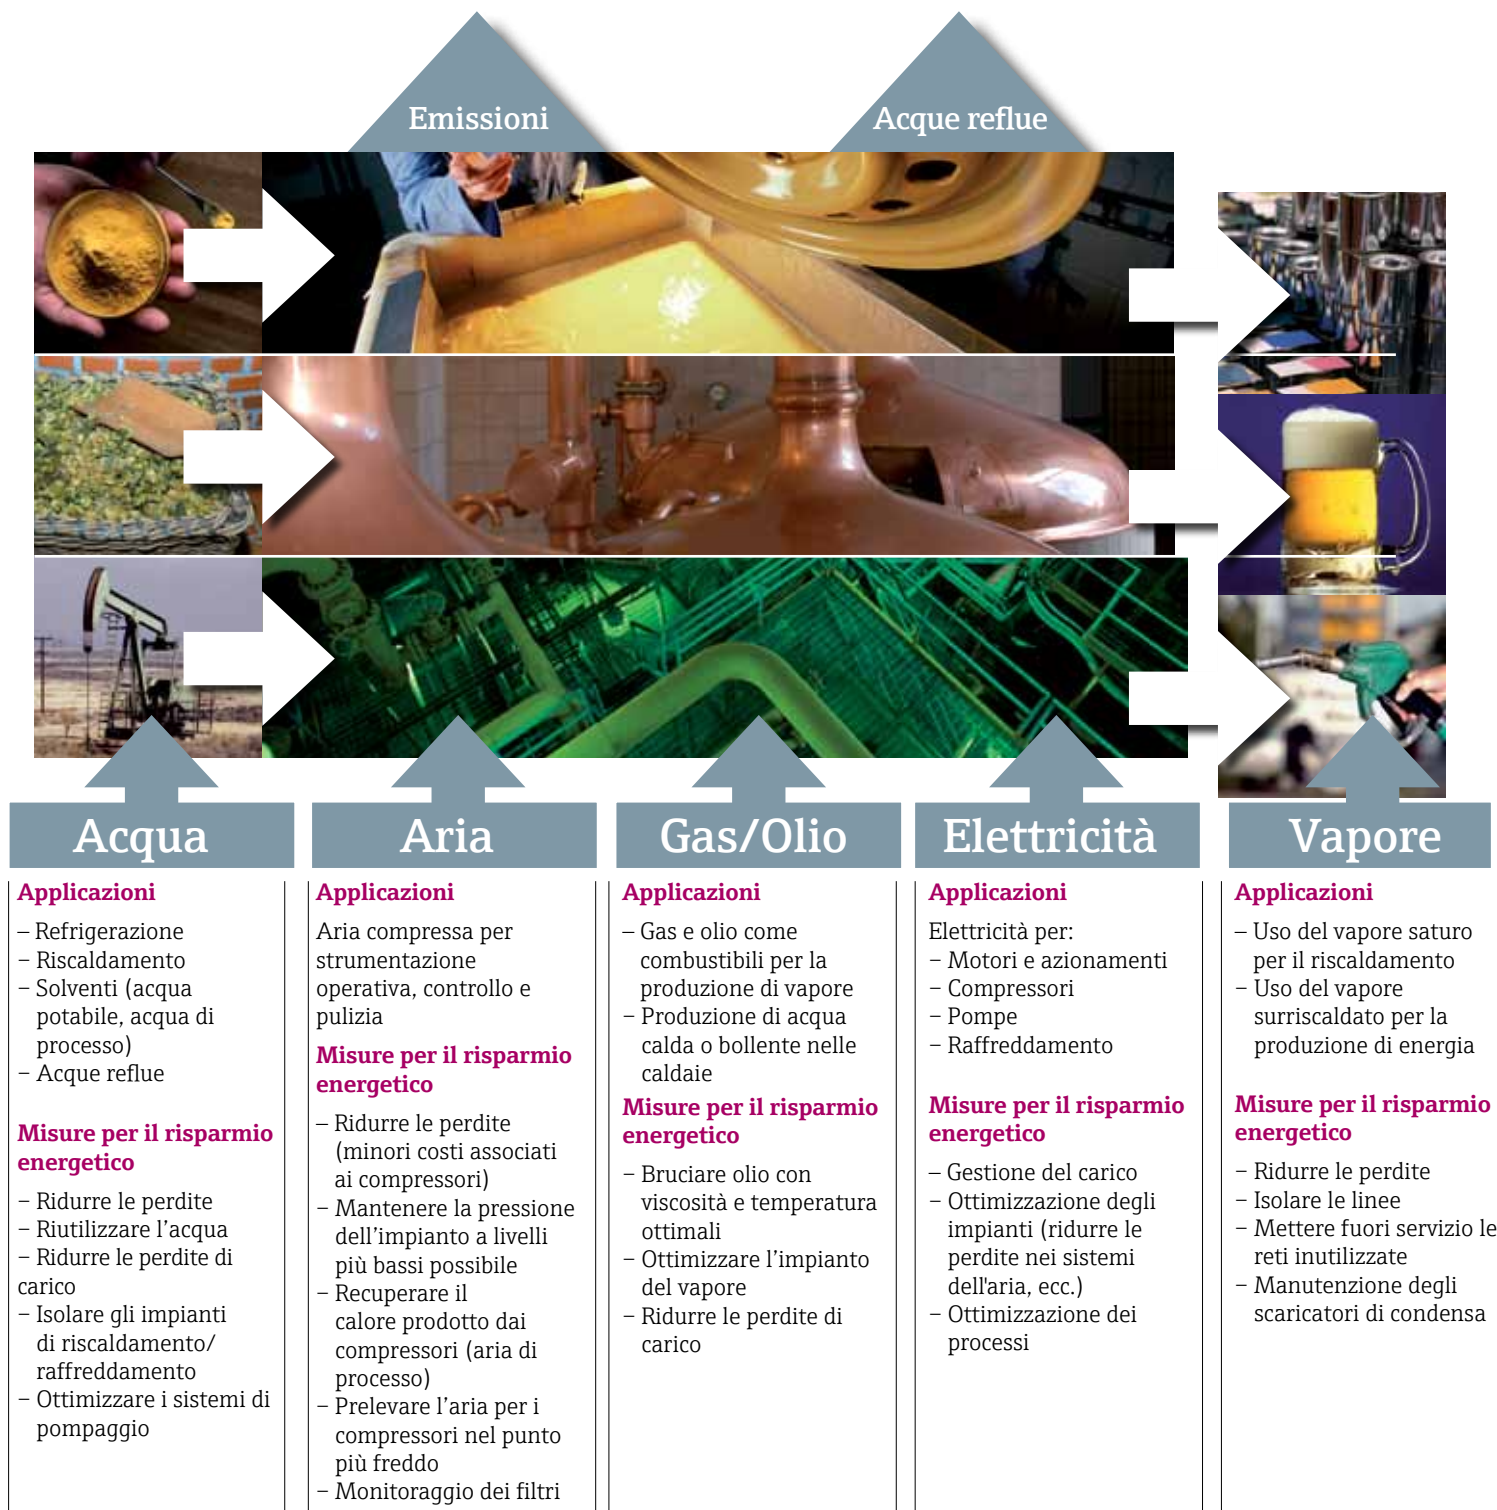 Emissioni
Acque reflue
Acqua
Applicazioni
– Refrigerazione
– Riscaldamento
– Solventi (acqua
potabile, acqua di
processo)
– Acque reflue
Misure per il risparmio
energetico
– Ridurre le perdite
– Riutilizzare l’acqua
– Ridurre le perdite di
carico
– Isolare gli impianti
di riscaldamento/
raffreddamento
– Ottimizzare i sistemi di
pompaggio
Aria
Applicazioni
Aria compressa per
strumentazione
operativa, controllo e
pulizia
Misure per il risparmio
energetico
– Ridurre le perdite
(minori costi associati
ai compressori)
– Mantenere la pressione
dell’impianto a livelli
più bassi possibile
– Recuperare il
calore prodotto dai
compressori (aria di
processo)
– Prelevare l’aria per i
compressori nel punto
più freddo
– Monitoraggio dei filtri
Gas/Olio
Applicazioni
– Gas e olio come
combustibili per la
produzione di vapore
– Produzione di acqua
calda o bollente nelle
caldaie
Misure per il risparmio
energetico
– Bruciare olio con
viscosità e temperatura
ottimali
– Ottimizzare l’impianto
del vapore
– Ridurre le perdite di
carico
Elettricità
Applicazioni
Elettricità per:
– Motori e azionamenti
– Compressori
– Pompe
– Raffreddamento
Misure per il risparmio
energetico
– Gestione del carico
– Ottimizzazione degli
impianti (ridurre le
perdite nei sistemi
dell'aria, ecc.)
– Ottimizzazione dei
processi
Vapore
Applicazioni
– Uso del vapore saturo
per il riscaldamento
– Uso del vapore
surriscaldato per la
produzione di energia
Misure per il risparmio
energetico
– Ridurre le perdite
– Isolare le linee
– Mettere fuori servizio le
reti inutilizzate
– Manutenzione degli
scaricatori di condensa